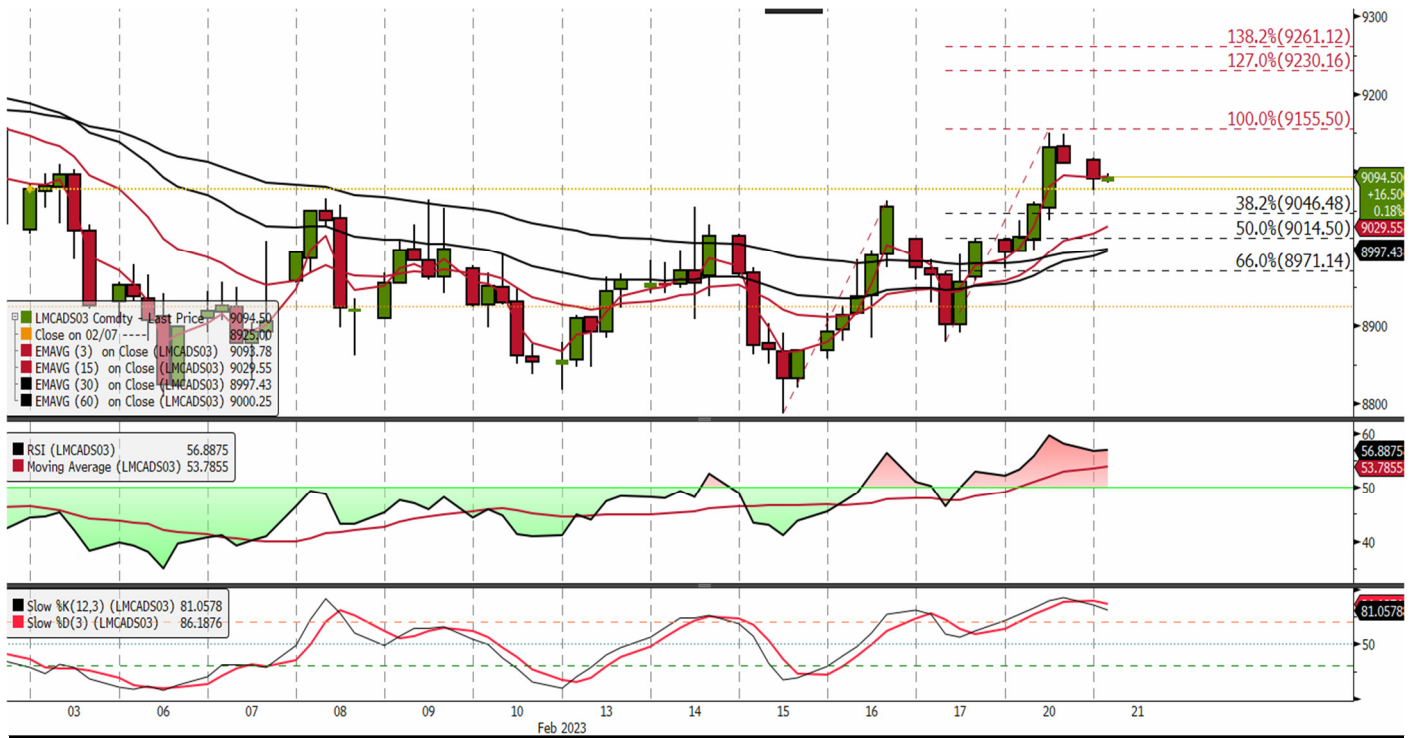 9300
138.2%(9261.12)
127.0%(9230.16)
9200
100.0%(9155.50)
9094.50
+16.50
0.18%
38.2%(9046.48)
9029.55
50.0%(9014.50)
8997.43
66.0%(8971.14)
8900
8800
LMCADS03 Comdty - Last Price 9094.50
Close on 02/07 ---- 8925.00
EMAVG (3) on Close (LMCADS03) 9093.78
EMAVG (15) on Close (LMCADS03) 9029.55
EMAVG (30) on Close (LMCADS03) 8997.43
EMAVG (60) on Close (LMCADS03) 9000.25
RSI (LMCADS03) 56.8875
Moving Average (LMCADS03) 53.7855
60
56.8875
53.7855
50
40
Slow %K(12,3) (LMCADS03) 81.0578
Slow %D(3) (LMCADS03) 86.1876
81.0578
50
03 06 07 08 09 10 13 14 15 16 17 20 21
Feb 2023